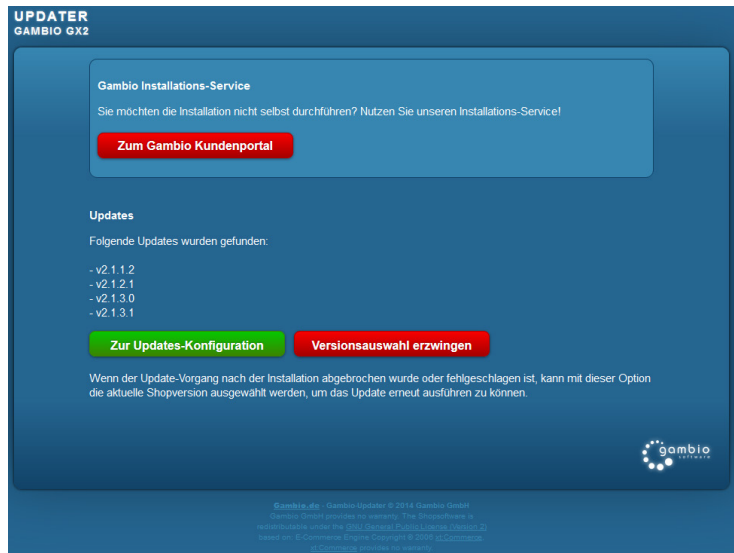 UPDATER
GAMBIO GX2
Gambio Installations-Service
Sie möchten die Installation nicht selbst durchführen? Nutzen Sie unseren Installations-Service!
Zum Gambio Kundenportal
Updates
Folgende Updates wurden gefunden:
- v2.1.1.2
- v2.1.2.1
- v2.1.3.0
- v2.1.3.1
Zur Updates-Konfiguration
Versionsauswahl erzwingen
Wenn der Update-Vorgang nach der Installation abgebrochen wurde oder fehlgeschlagen ist, kann mit dieser Option
die aktuelle Shopversion ausgewählt werden, um das Update erneut ausführen zu können.
gambio
software
Gambio.de - Gambio Updater © 2014 Gambio GmbH
Gambio GmbH provides no warranty. The Shopsoftware is
redistributable under the GNU General Public License (Version 2)
based on: E-Commerce Engine Copyright © 2006 xt:Commerce,
xt:Commerce provides no warranty.